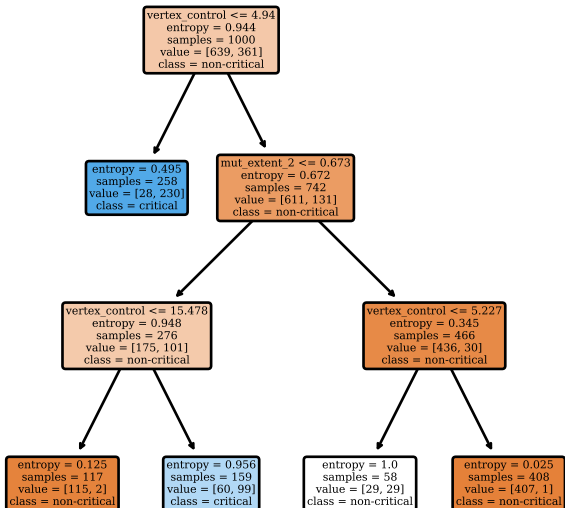 vertex_control <= 4.94
entropy = 0.944
samples = 1000
value = [639, 361]
class = non-critical
entropy = 0.495
samples = 258
value = [28, 230]
class = critical
mut_extent_2 <= 0.673
entropy = 0.672
samples = 742
value = [611, 131]
class = non-critical
vertex_control <= 15.478
entropy = 0.948
samples = 276
value = [175, 101]
class = non-critical
vertex_control <= 5.227
entropy = 0.345
samples = 466
value = [436, 30]
class = non-critical
entropy = 0.125
samples = 117
value = [115, 2]
class = non-critical
entropy = 0.956
samples = 159
value = [60, 99]
class = critical
entropy = 1.0
samples = 58
value = [29, 29]
class = non-critical
entropy = 0.025
samples = 408
value = [407, 1]
class = non-critical